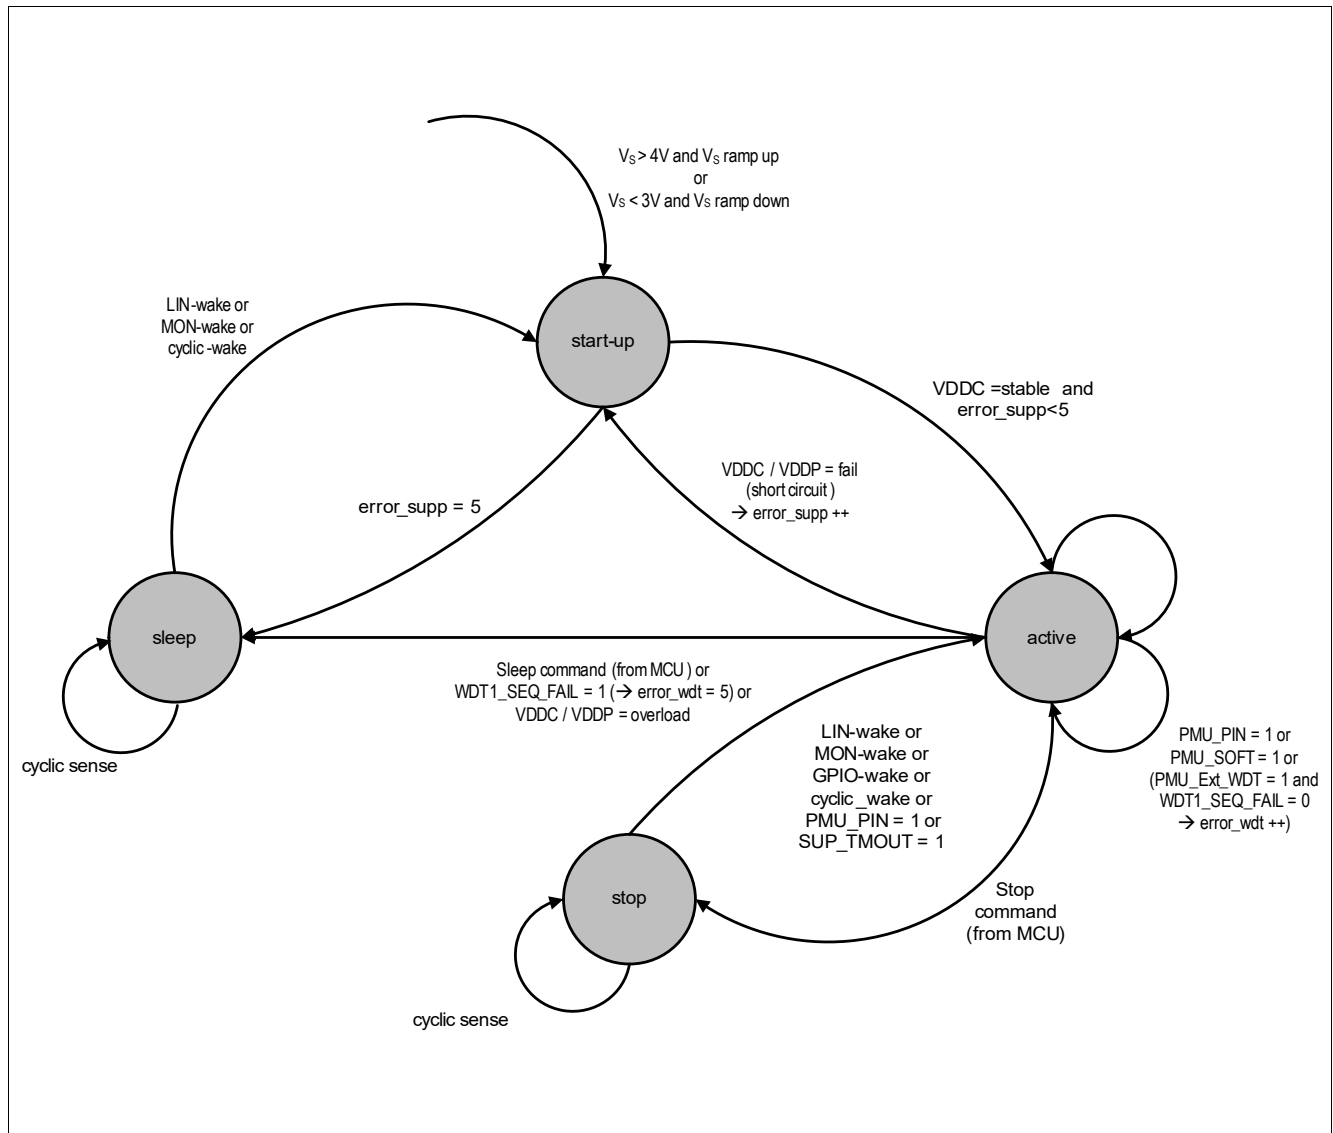 V_S > 4V and V_S ramp up
or
V_S < 3V and V_S ramp down
LIN-wake or
MON-wake or
cyclic -wake
start-up
VDDC =stable and
error_supp<5
VDDC / VDDP = fail
(short circuit )
→ error_supp ++
error_supp = 5
sleep
active
cyclic sense
Sleep command (from MCU ) or
WDT1_SEQ_FAIL = 1 (→ error_wdt = 5) or
VDDC / VDDP = overload
LIN-wake or
MON-wake or
GPIO-wake or
cyclic _wake or
PMU_PIN = 1 or
SUP_TMOUT = 1
PMU_PIN = 1 or
PMU_SOFT = 1 or
(PMU_Ext_WDT = 1 and
WDT1_SEQ_FAIL = 0
→ error_wdt ++)
stop
Stop
command
(from MCU)
cyclic sense